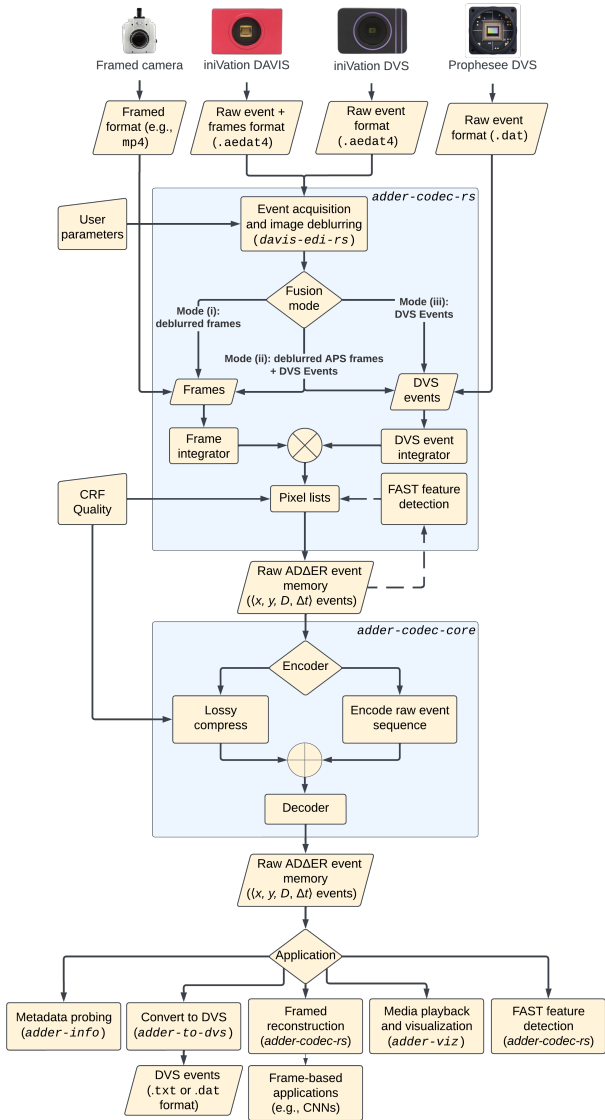 Framed camera
iniVation DAVIS
iniVation DVS
Prophesee DVS
Framed
format (e.g.,
mp4)
Raw event +
frames format
(.aedat4)
Raw event
format
(.aedat4)
Raw event
format (.dat)
adder-codec-rs
User
parameters
Event acquisition
and image deblurring
(davis-edi-rs)
Fusion
mode
Mode (i):
deblurred frames
Mode (iii):
DVS Events
Mode (ii): deblurred APS frames
+ DVS Events
Frames
DVS
events
Frame
integrator
DVS event
integrator
CRF
Quality
Pixel lists
FAST feature
detection
Raw ADΔER event
memory
(⟨x, y, D, Δt⟩ events)
adder-codec-core
Encoder
Lossy
compress
Encode raw event
sequence
Decoder
Raw ADΔER event
memory
(⟨x, y, D, Δt⟩ events)
Application
Metadata probing
(adder-info)
Convert to DVS
(adder-to-dvs)
Framed
reconstruction
(adder-codec-rs)
Media playback
and visualization
(adder-viz)
FAST feature
detection
(adder-codec-rs)
DVS events
(.txt or .dat
format)
Frame-based
applications
(e.g., CNNs)